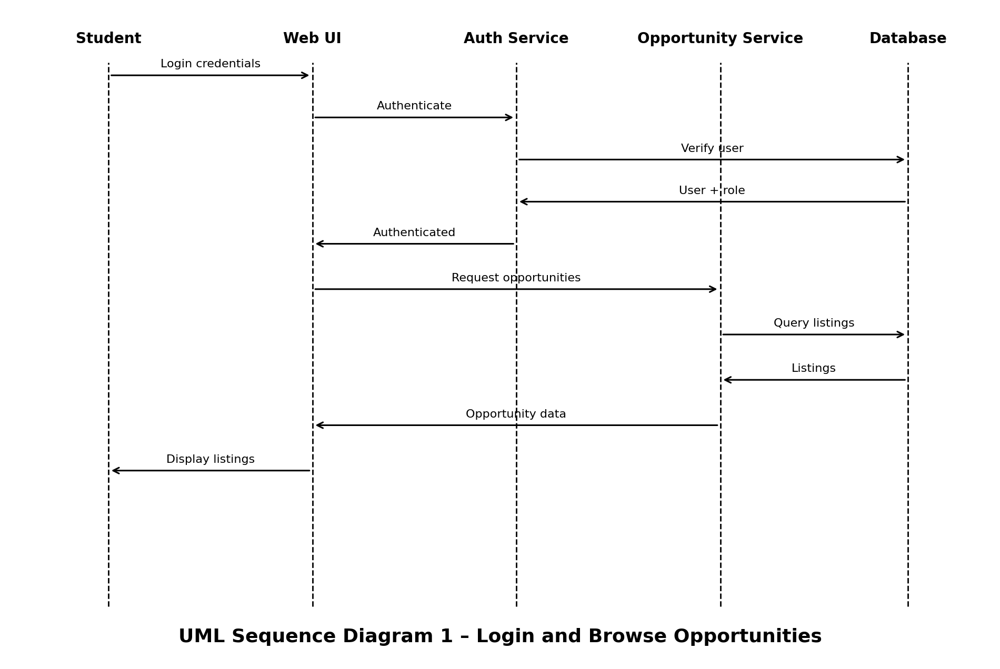 Student
Web UI
Auth Service
Opportunity Service
Database
Login credentials
Authenticate
Verify user
User + role
Authenticated
Request opportunities
Query listings
Listings
Opportunity data
Display listings
UML Sequence Diagram 1 – Login and Browse Opportunities